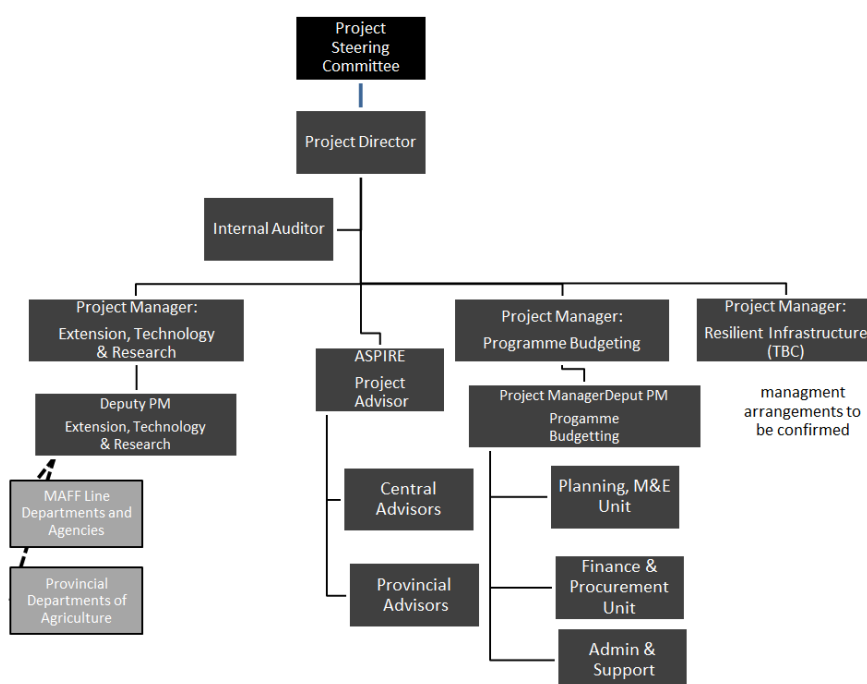 Project
Steering
Committee
Project Director
Internal Auditor
Project Manager:
Extension, Technology
& Research
Deputy PM
Extension, Technology
& Research
MAFF Line
Departments and
Agencies
Provincial
Departments of
Agriculture
ASPIRE
Project
Advisor
Central
Advisors
Provincial
Advisors
Project Manager:
Programme Budgeting
Project ManagerDeput PM
Progamme
Budgetting
Planning, M&E
Unit
Finance &
Procurement
Unit
Admin &
Support
Project Manager:
Resilient Infrastructure
(TBC)
managment
arrangements to
be confirmed